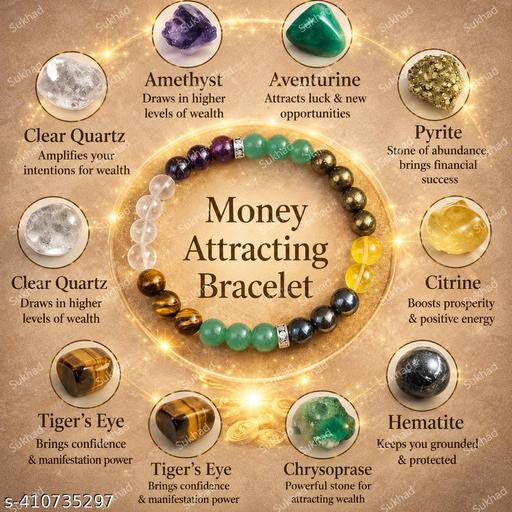 Amethyst
Draws in higher
levels of wealth
Aventurine
Attracts luck & new
opportunities
Clear Quartz
Amplifies your
intentions for wealth
Pyrite
Stone of abundance,
brings financial
success
Money
Attracting
Bracelet
Clear Quartz
Draws in higher
levels of wealth
Citrine
Boosts prosperity
& positive energy
Tiger's Eye
Brings confidence
& manifestation power
Hematite
Keeps you grounded
& protected
Tiger's Eye
Brings confidence
& manifestation power
Chrysoprase
Powerful stone for
attracting wealth
Sukhad
s-410735297